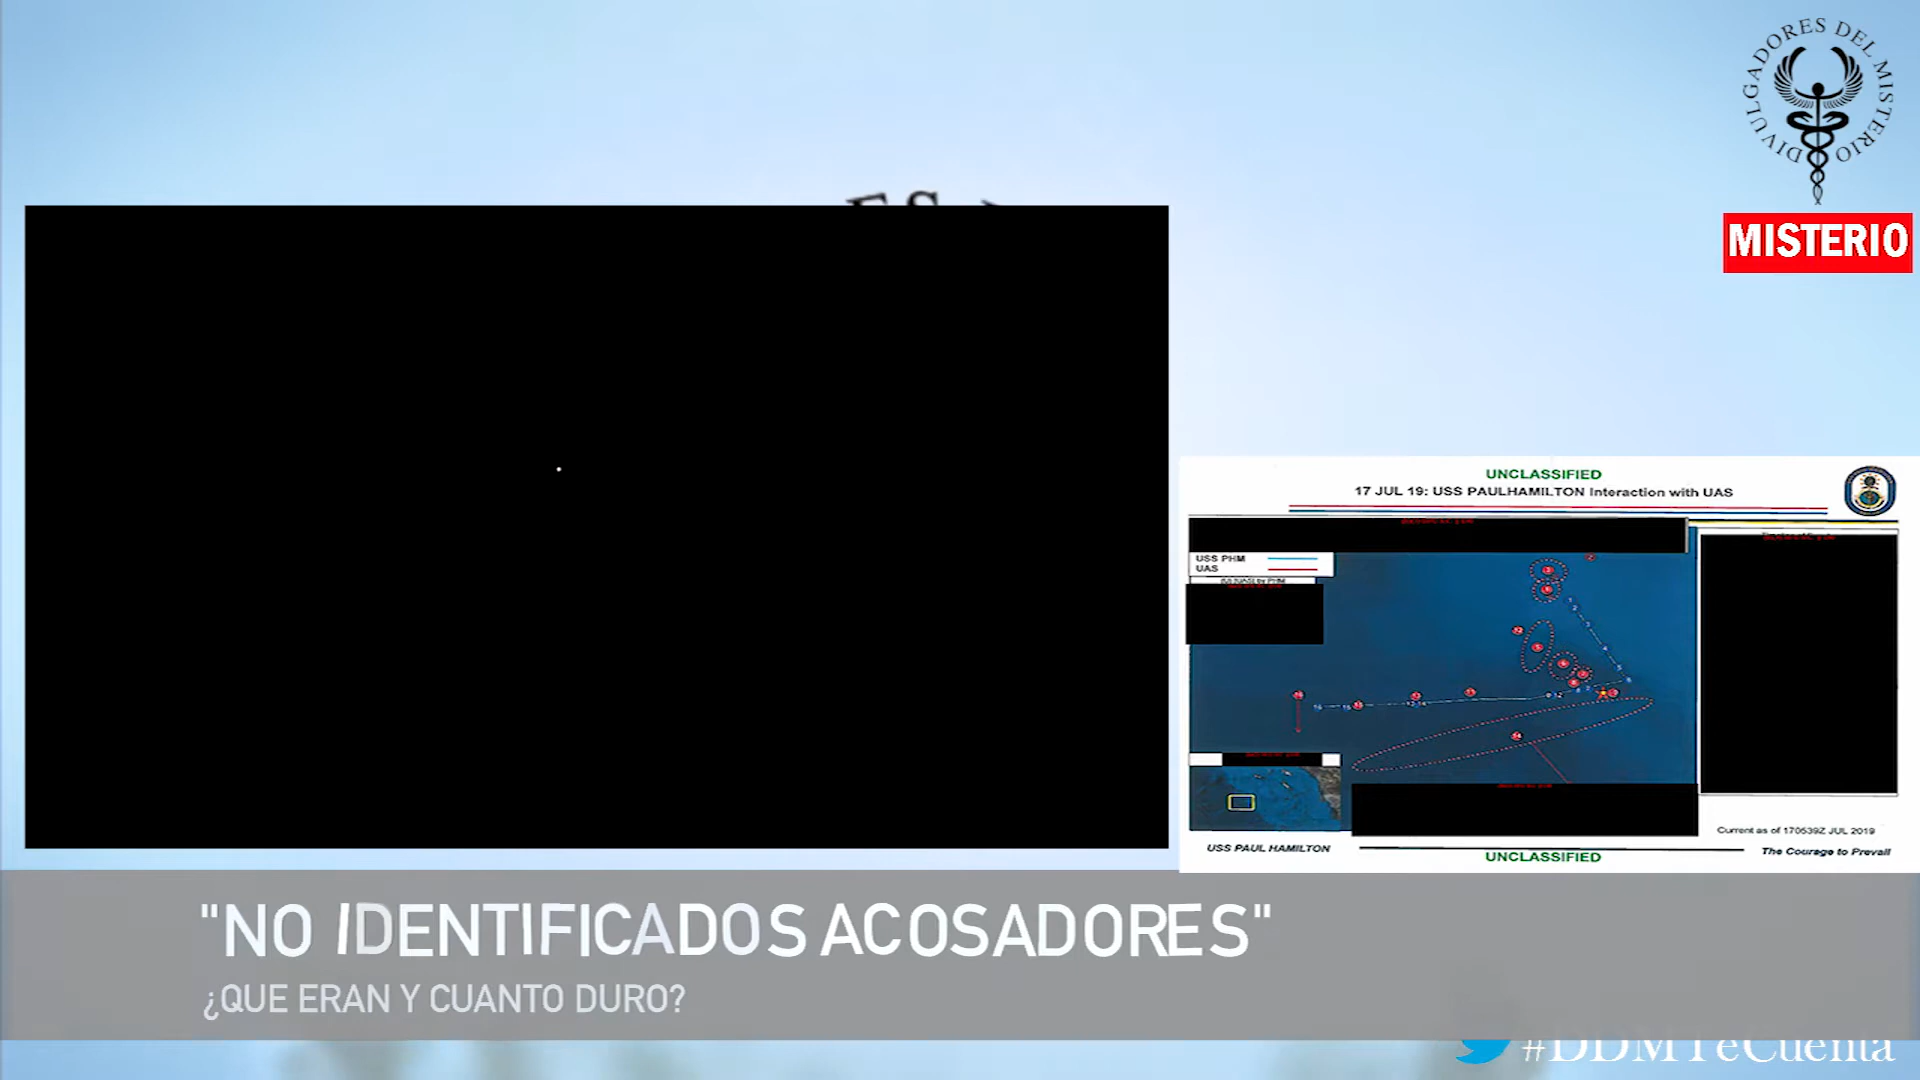 DIVULGADORES DEL MISTERIO
MISTERIO
ES
UNCLASSIFIED
17 JUL 19: USS PAULHAMILTON Interaction with UAS
USS PHM
UAS
Current as of 170539Z JUL 2019
USS PAUL HAMILTON
The Courage to Prevail
UNCLASSIFIED
"NO IDENTIFICADOS ACOSADORES"
¿QUE ERAN Y CUANTO DURO?
#DDMTeCuenta